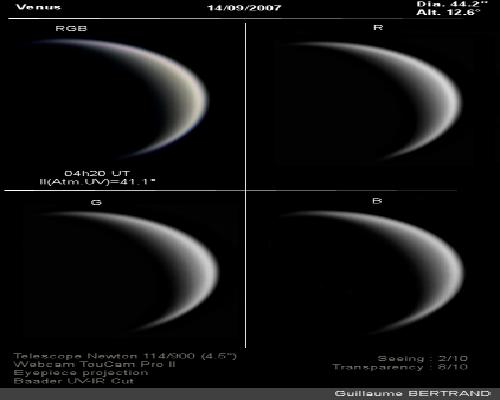 Venus
14/09/2007
Dia. 44.2"
Alt. 12.6°
RGB
R
04h20 UT
II(Atm.UV)=41.1°
G
B
Telescope Newton 114/900 (4.5")
Webcam TouCam Pro II
Eyepiece projection
Baader UV-IR Cut
Seeing : 2/10
Transparency : 8/10
Guillaume BERTRAND